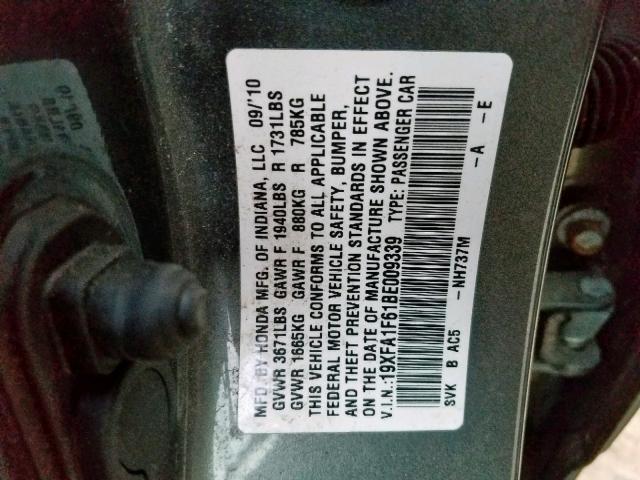 MFD. BY HONDA MFG. OF INDIANA, LLC 09/'10
GVWR 3671LBS GAWR F 1940LBS R 1731LBS
GVWR 1665KG GAWR F 880KG R 785KG
THIS VEHICLE CONFORMS TO ALL APPLICABLE
FEDERAL MOTOR VEHICLE SAFETY, BUMPER,
AND THEFT PREVENTION STANDARDS IN EFFECT
ON THE DATE OF MANUFACTURE SHOWN ABOVE.
V.I.N.:19XFA1F61BE009339 TYPE: PASSENGER CAR
SVK B AC5 -NH737M -A -E